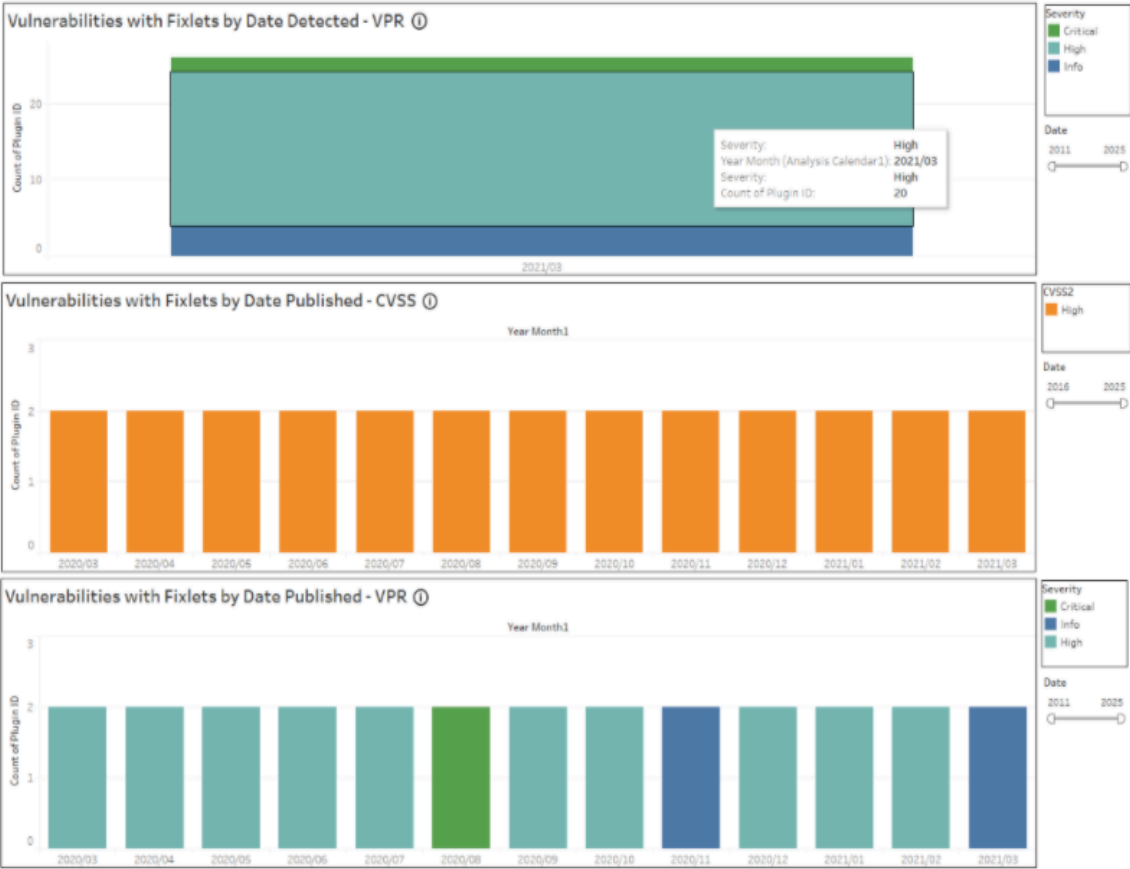 Vulnerabilities with Fixlets by Date Detected - VPR ⓘ
Severity
Critical
High
Info
Date
2011 2025
Count of Plugin ID
20
10
0
Severity: High
Year Month (Analysis Calendar1): 2021/03
Severity: High
Count of Plugin ID: 20
2021/03
Vulnerabilities with Fixlets by Date Published - CVSS ⓘ
CVSS2
High
Date
2016 2025
Year Month1
Count of Plugin ID
3
2
1
0
2020/03 2020/04 2020/05 2020/06 2020/07 2020/08 2020/09 2020/10 2020/11 2020/12 2021/01 2021/02 2021/03
Vulnerabilities with Fixlets by Date Published - VPR ⓘ
Severity
Critical
Info
High
Date
2011 2025
Year Month1
Count of Plugin ID
3
2
1
0
2020/03 2020/04 2020/05 2020/06 2020/07 2020/08 2020/09 2020/10 2020/11 2020/12 2021/01 2021/02 2021/03